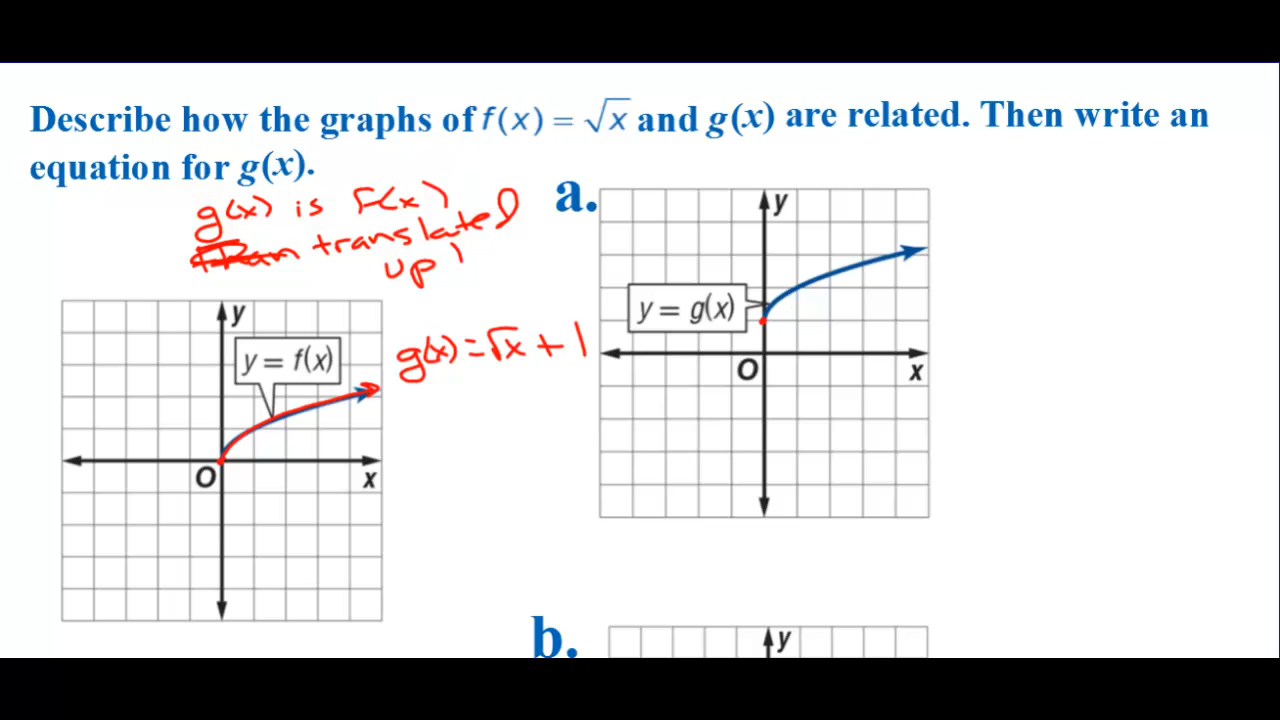 Describe how the graphs of f(x) = √x and g(x) are related. Then write an
equation for g(x).
g(x) is f(x)
translated
up 1
a.
y
y = g(x)
O
x
y
y = f(x)
O
x
g(x) = √x + 1
b.
y